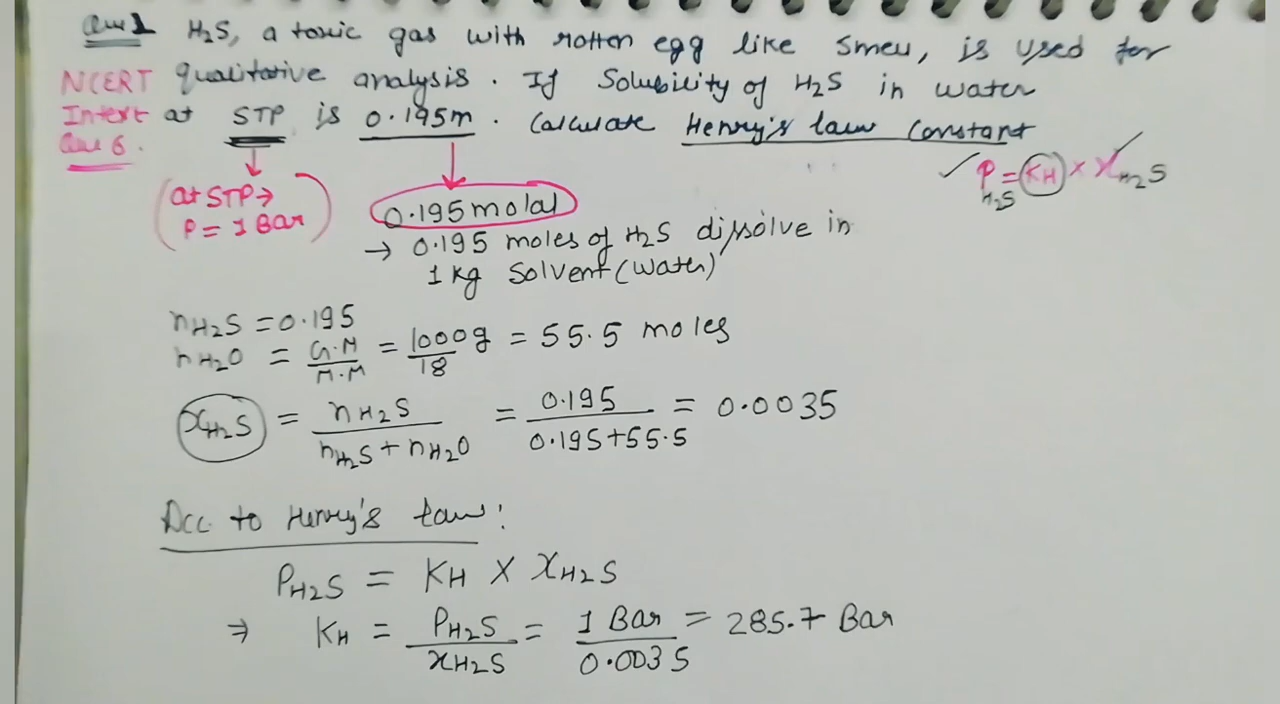 Que 1 H2S, a toxic gas with rotten egg like smell, is used for
NCERT qualitative analysis. If Solubility of H2S in water
Intext at STP is 0.195m. Calculate Henry's law Constant
Que 6.
✓ P H2S = KH × XH2S ✓
(at STP →
P = 1 Bar)
0.195 molal
→ 0.195 moles of H2S dissolve in
1 kg Solvent (water)
nH2S = 0.195
nH2O = G.M/M.M = 1000g/18 = 55.5 moles
xH2S = nH2S/nH2S + nH2O = 0.195/0.195+55.5 = 0.0035
Acc. to Henry's law:
PH2S = KH × XH2S
⇒ KH = PH2S/xH2S = 1 Bar/0.0035 = 285.7 Bar